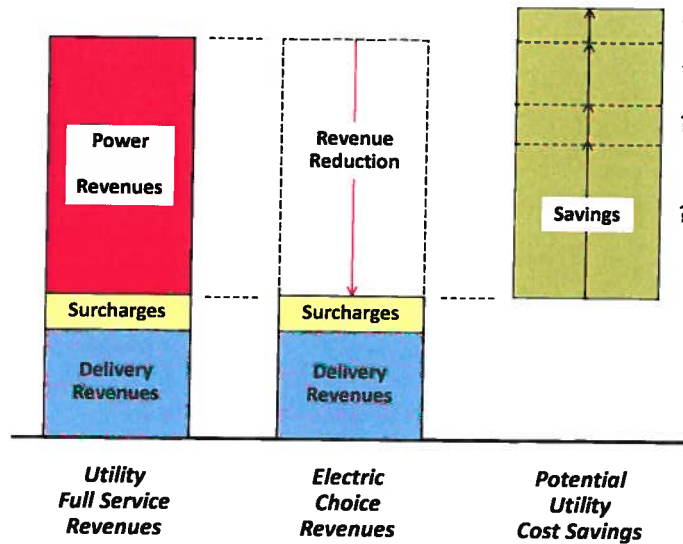 Power
Revenues
Surcharges
Delivery
Revenues
Revenue
Reduction
Surcharges
Delivery
Revenues
Savings
Utility
Full Service
Revenues
Electric
Choice
Revenues
Potential
Utility
Cost Savings